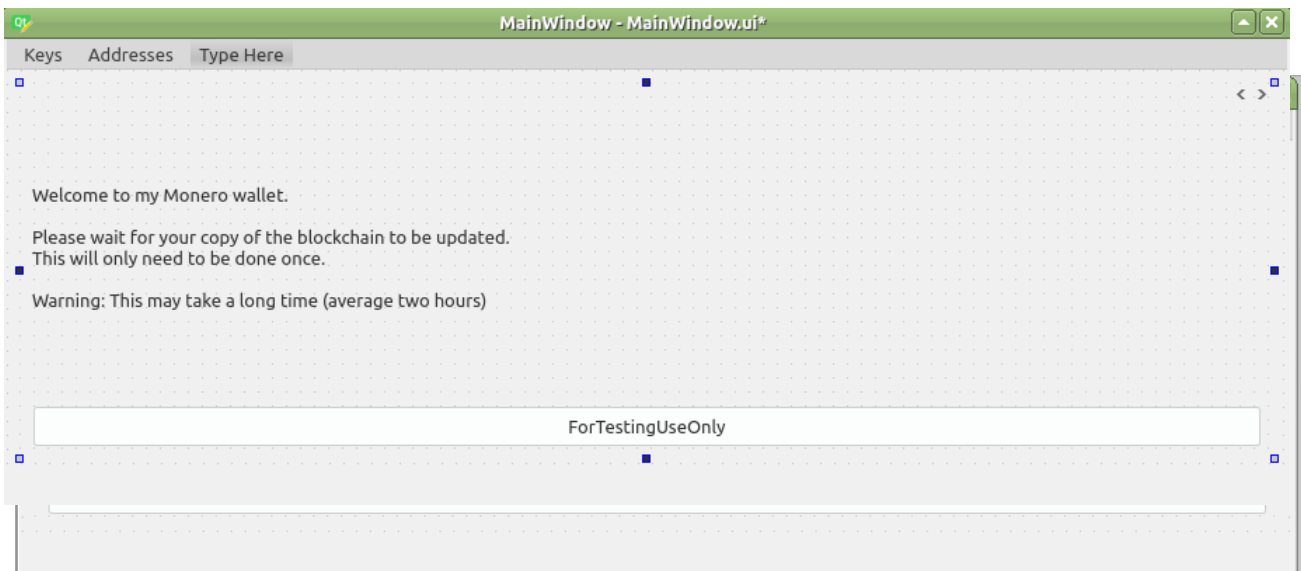 Qt
MainWindow - MainWindow.ui*
Keys Addresses Type Here
< >
Welcome to my Monero wallet.
Please wait for your copy of the blockchain to be updated.
This will only need to be done once.
Warning: This may take a long time (average two hours)
ForTestingUseOnly